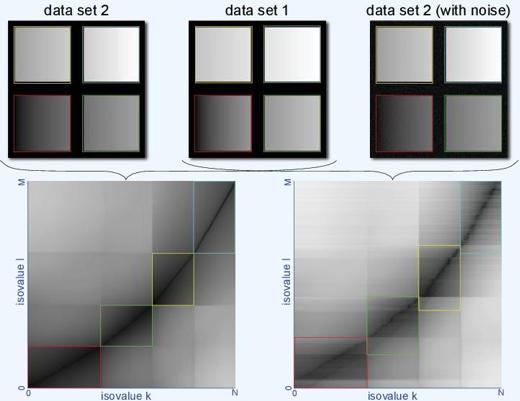 data set 2
data set 1
data set 2 (with noise)
M
isovalue l
0
isovalue k
N
M
isovalue l
0
isovalue k
N